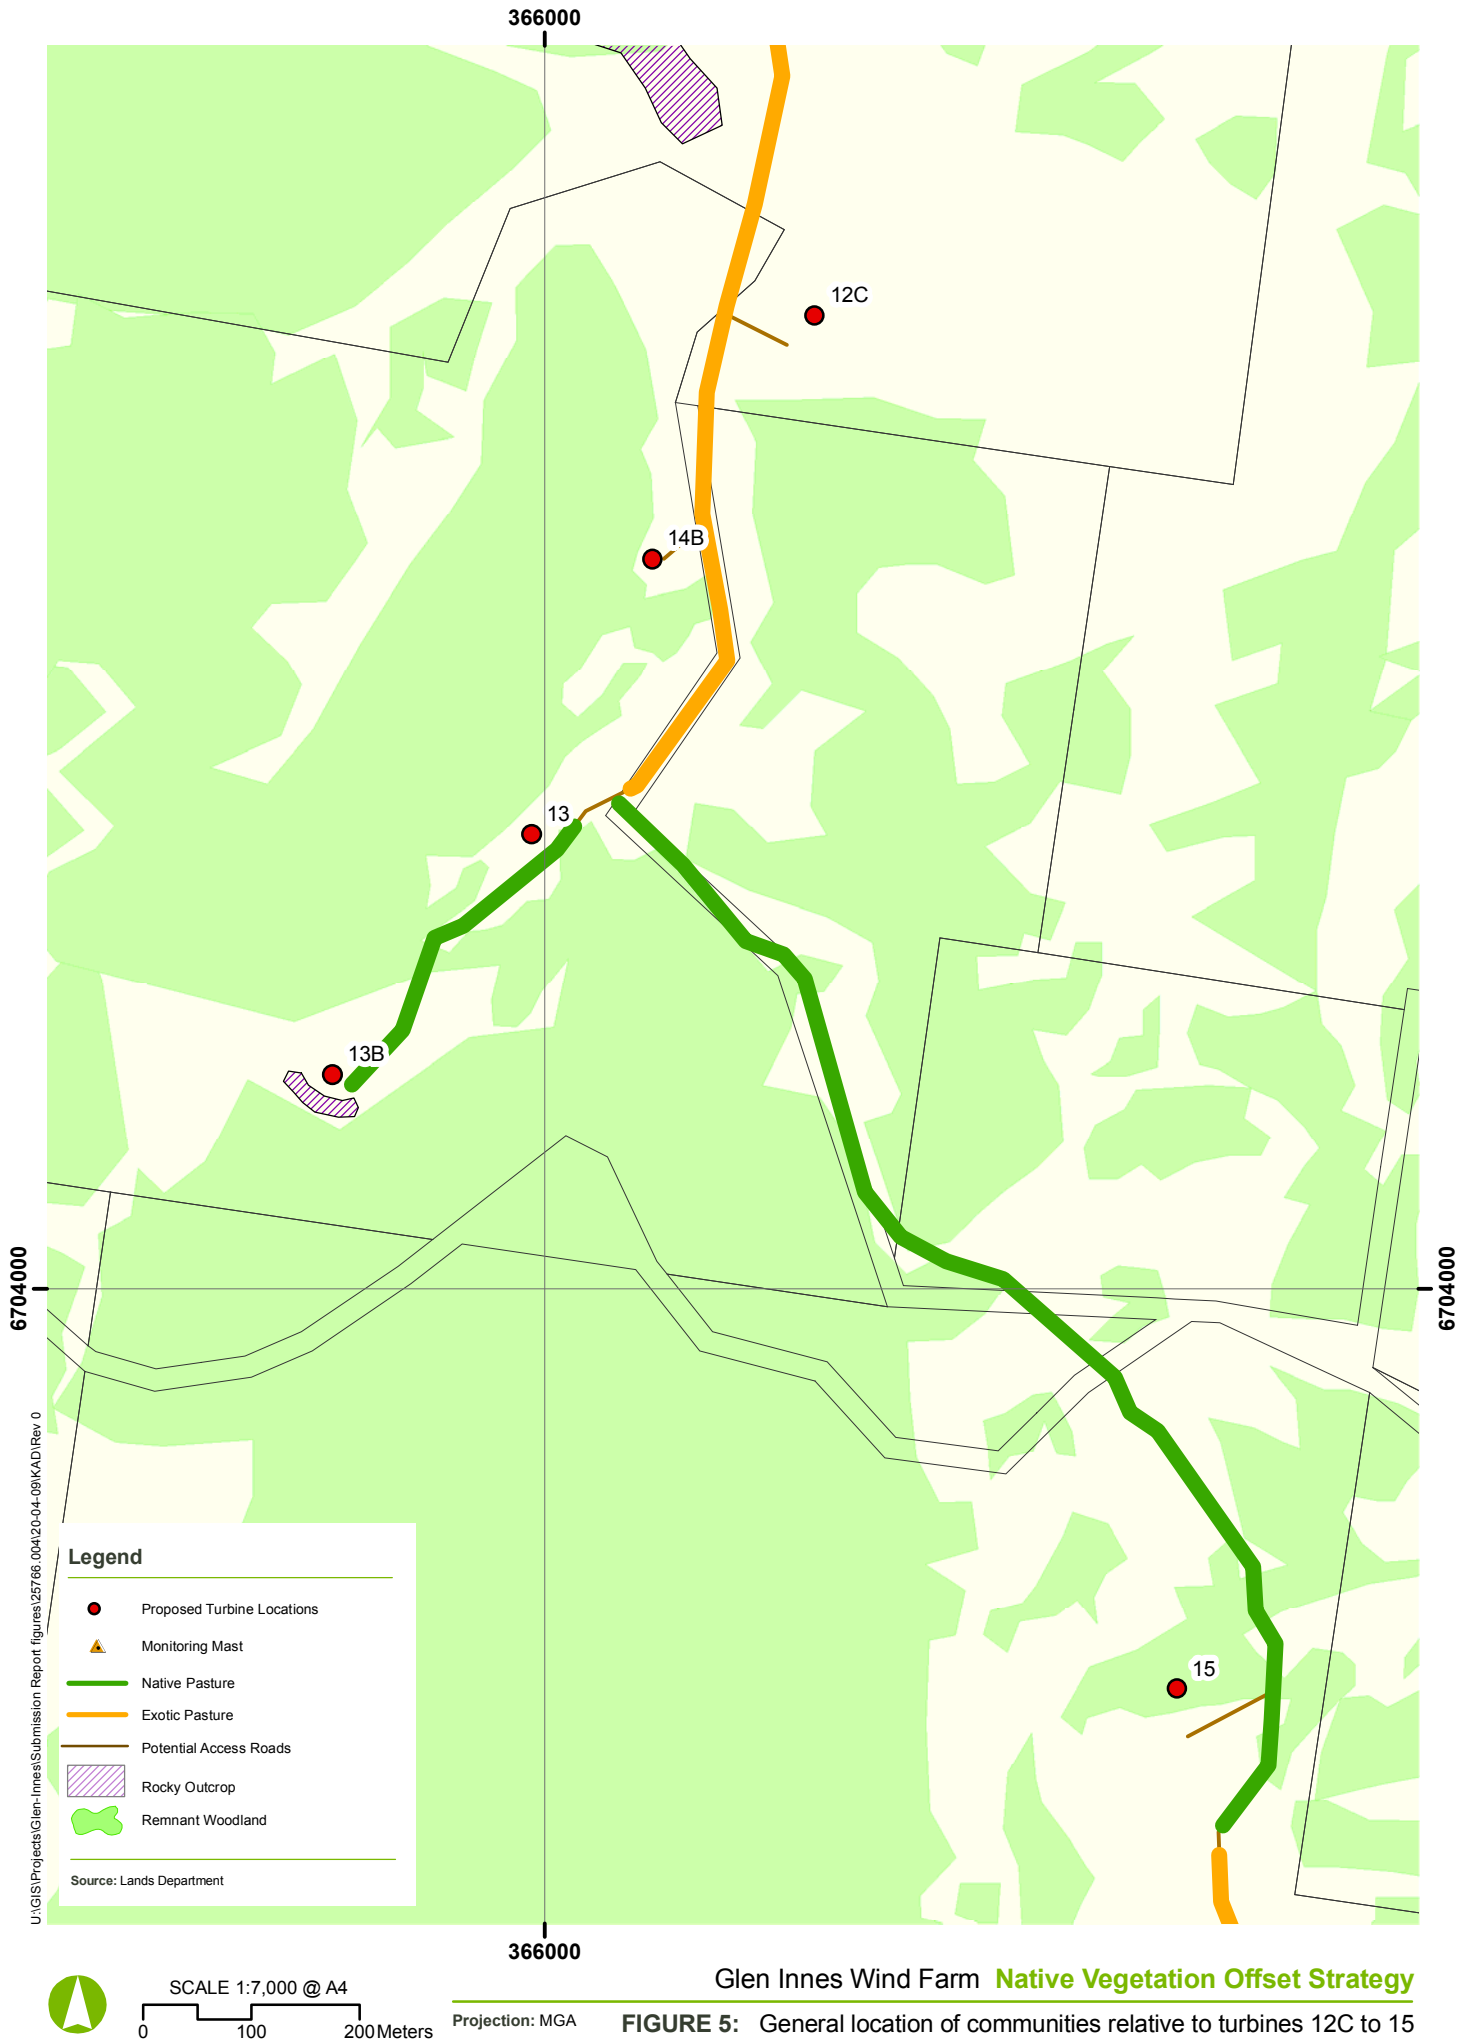 366000
12C
14B
13
13B
6704000
6704000
15
Legend
Proposed Turbine Locations
Monitoring Mast
Native Pasture
Exotic Pasture
Potential Access Roads
Rocky Outcrop
Remnant Woodland
Source: Lands Department
U:\GIS\Projects\Glen-Innes\Submission Report figures\25766.004\20-04-09\KAD\Rev 0
366000
SCALE 1:7,000 @ A4
0 100 200 Meters
Glen Innes Wind Farm Native Vegetation Offset Strategy
Projection: MGA
FIGURE 5: General location of communities relative to turbines 12C to 15